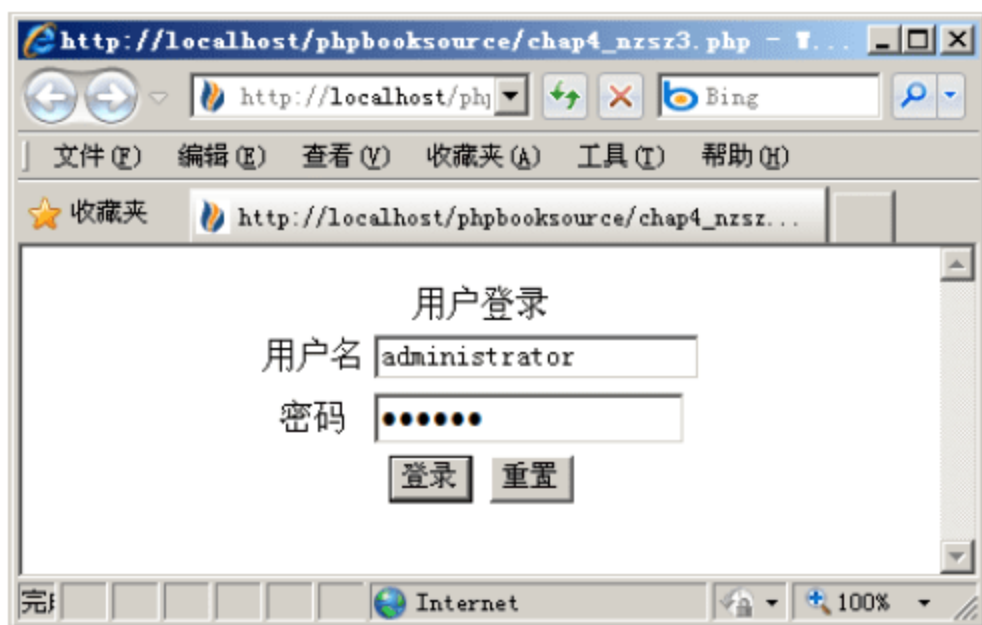 http://localhost/phpbooksource/chap4_nzsz3.php - W...
http://localhost/phj Bing
文件(F) 编辑(E) 查看(V) 收藏夹(A) 工具(T) 帮助(H)
收藏夹 http://localhost/phpbooksource/chap4_nzsz...
用户登录
用户名 administrator
密码 ●●●●●●
登录 重置
Internet 100%